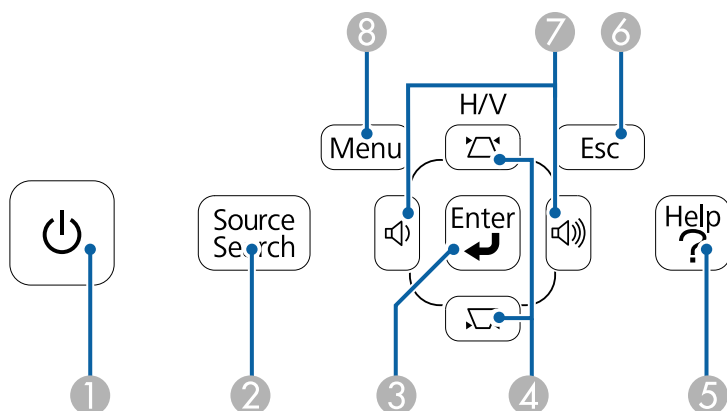 8 7 6
H/V
Menu
Esc
Source
Search
Enter
Help
?
1 2 3 4 5